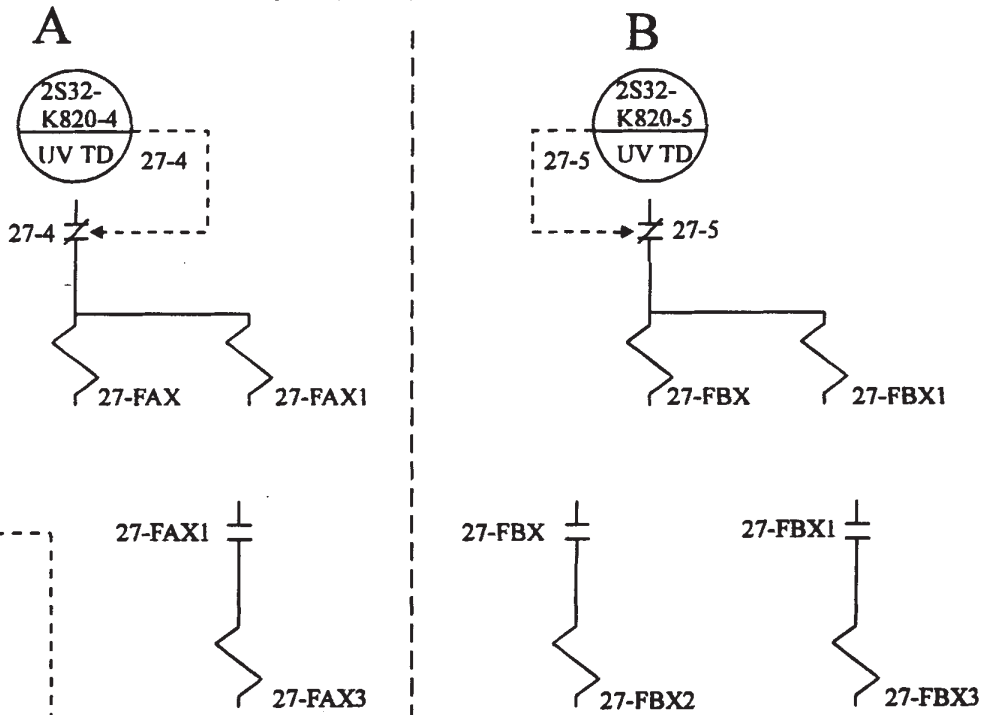 A
2S32-
K820-4
UV TD
27-4
27-4
27-FAX
27-FAX1
27-FAX1
27-FAX3
B
2S32-
K820-5
UV TD
27-5
27-5
27-FBX
27-FBX1
27-FBX
27-FBX1
27-FBX2
27-FBX3